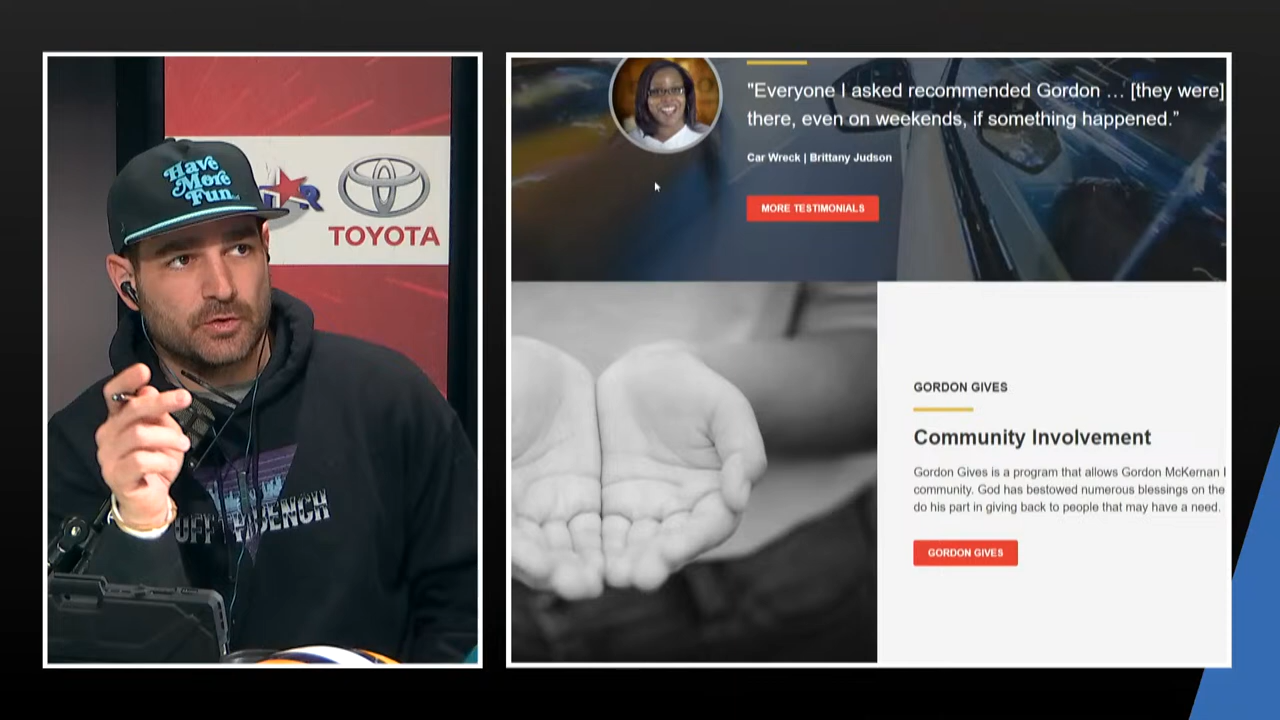 Have
More
Fun
TOYOTA
OFF THE BENCH
"Everyone I asked recommended Gordon … [they were]
there, even on weekends, if something happened.”
Car Wreck | Brittany Judson
MORE TESTIMONIALS
GORDON GIVES
Community Involvement
Gordon Gives is a program that allows Gordon McKernan I
community. God has bestowed numerous blessings on the
do his part in giving back to people that may have a need.
GORDON GIVES